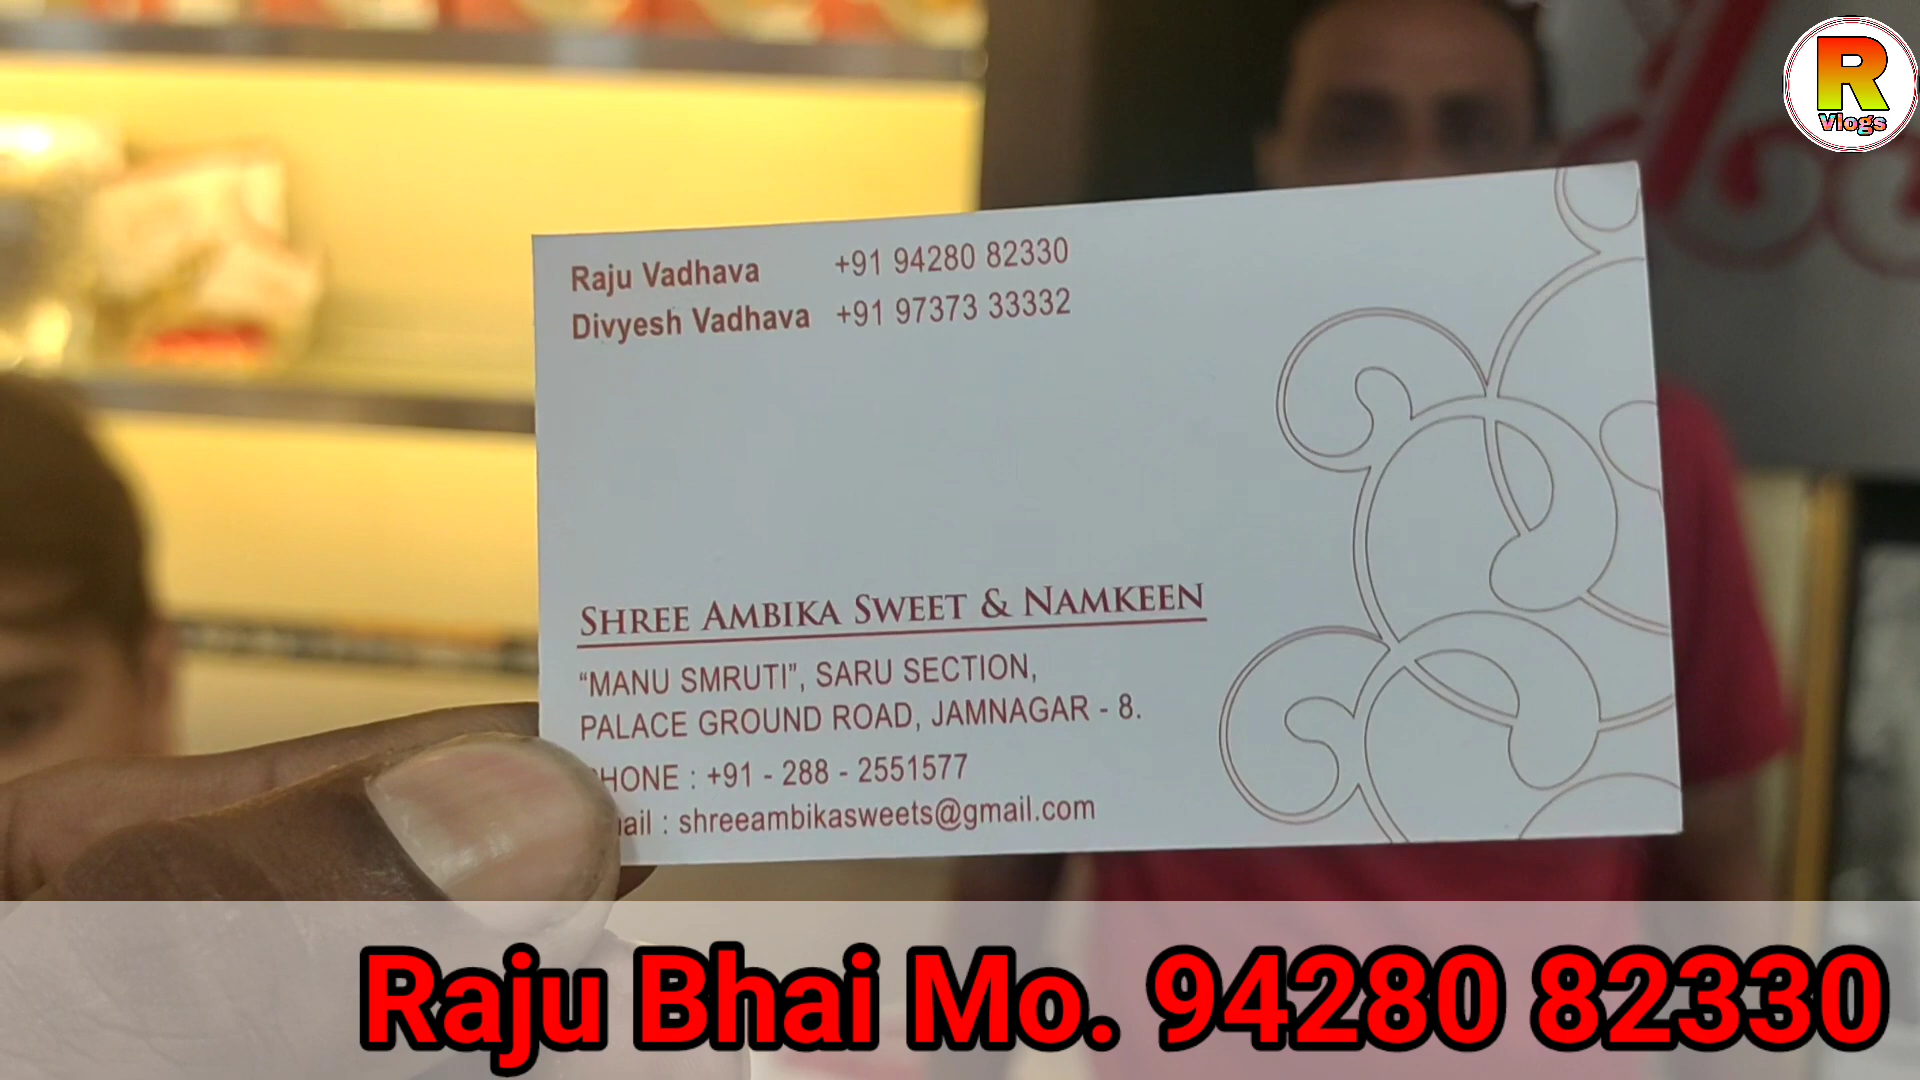 R
Vlogs
Raju Vadhava +91 94280 82330
Divyesh Vadhava +91 97373 33332
SHREE AMBIKA SWEET & NAMKEEN
“MANU SMRUTI”, SARU SECTION,
PALACE GROUND ROAD, JAMNAGAR - 8.
HONE : +91 - 288 - 2551577
ail : shreeambikasweets@gmail.com
Raju Bhai Mo. 94280 82330